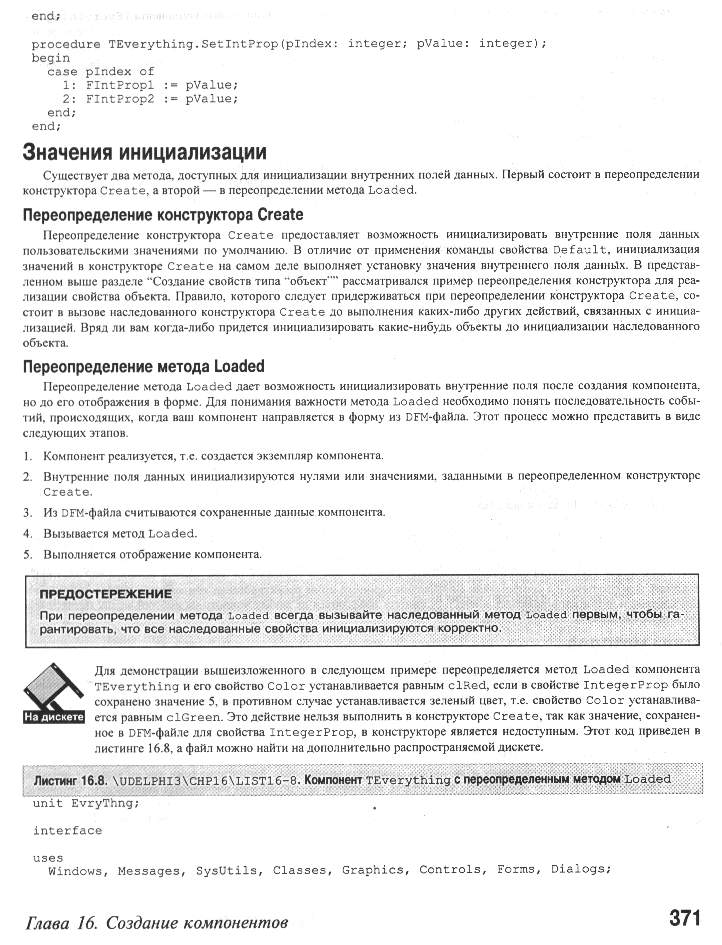 end;
procedure TEverything.SetIntProp(pIndex: integer; pValue: integer);
begin
case pIndex of
1: FIntProp1 := pValue;
2: FIntProp2 := pValue;
end;
end;
Значения инициализации
Существует два метода, доступных для инициализации внутренних полей данных. Первый состоит в переопределении
конструктора Create, а второй — в переопределении метода Loaded.
Переопределение конструктора Create
Переопределение конструктора Create предоставляет возможность инициализировать внутренние поля данных
пользовательскими значениями по умолчанию. В отличие от применения команды свойства Default, инициализация
значений в конструкторе Create на самом деле выполняет установку значения внутреннего поля данных. В представ-
ленном выше разделе “Создание свойств типа “объект”” рассматривался пример переопределения конструктора для реа-
лизации свойства объекта. Правило, которого следует придерживаться при переопределении конструктора Create, со-
стоит в вызове наследованного конструктора Create до выполнения каких-либо других действий, связанных с инициа-
лизацией. Вряд ли вам когда-либо придется инициализировать какие-нибудь объекты до инициализации наследованного
объекта.
Переопределение метода Loaded
Переопределение метода Loaded дает возможность инициализировать внутренние поля после создания компонента,
но до его отображения в форме. Для понимания важности метода Loaded необходимо понять последовательность собы-
тий, происходящих, когда ваш компонент направляется в форму из DFM-файла. Этот процесс можно представить в виде
следующих этапов.
1. Компонент реализуется, т.е. создается экземпляр компонента.
2. Внутренние поля данных инициализируются нулями или значениями, заданными в переопределенном конструкторе
Create.
3. Из DFM-файла считываются сохраненные данные компонента.
4. Вызывается метод Loaded.
5. Выполняется отображение компонента.
ПРЕДОСТЕРЕЖЕНИЕ
При переопределении метода Loaded всегда вызывайте наследованный метод Loaded первым, чтобы га-
рантировать, что все наследованные свойства инициализируются корректно.
Для демонстрации вышеизложенного в следующем примере переопределяется метод Loaded компонента
TEverything и его свойство Color устанавливается равным clRed, если в свойстве IntegerProp было
На дискете
сохранено значение 5, в противном случае устанавливается зеленый цвет, т.е. свойство Color устанавлива-
ется равным clGreen. Это действие нельзя выполнить в конструкторе Create, так как значение, сохранен-
ное в DFM-файле для свойства IntegerProp, в конструкторе является недоступным. Этот код приведен в
листинге 16.8, а файл можно найти на дополнительно распространяемой дискете.
Листинг 16.8. \UDELPHI3\CHP16\LIST16-8. Компонент TEverything с переопределенным методом Loaded
unit EvryThng;
interface
uses
Windows, Messages, SysUtils, Classes, Graphics, Controls, Forms, Dialogs;
Глава 16. Создание компонентов
371